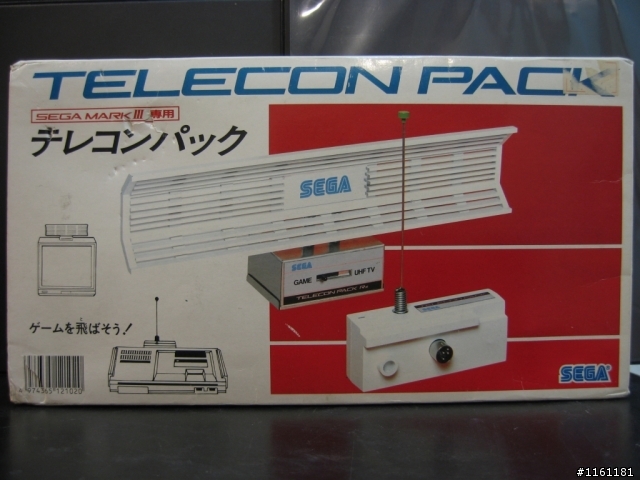 TELECON PACK
SEGA MARK III 専用
テレコンパック
SEGA
SEGA
GAME UHF TV
TELECON PACK Rx
ゲームを飛ばそう!
SEGA
#1161181